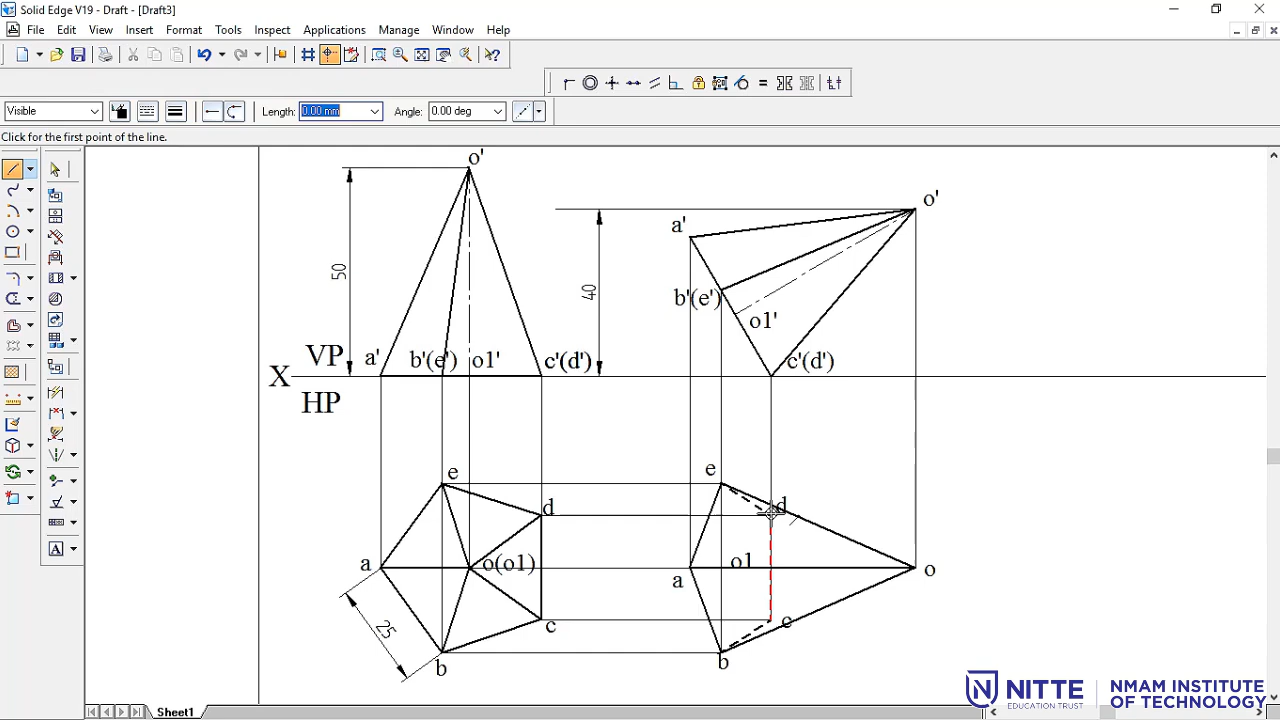 Solid Edge V19 - Draft - [Draft3]
File Edit View Insert Format Tools Inspect Applications Manage Window Help
Visible Length: 0.00 mm Angle: 0.00 deg
Click for the first point of the line.
o'
o'
a'
50
40
b'(e')
o1'
VP
a' b'(e') o1' c'(d') c'(d')
X
HP
e e
d d
a o(o1) o1 o
a
25
c c
b b
NITTE
EDUCATION TRUST
NMAM INSTITUTE
OF TECHNOLOGY
Sheet1